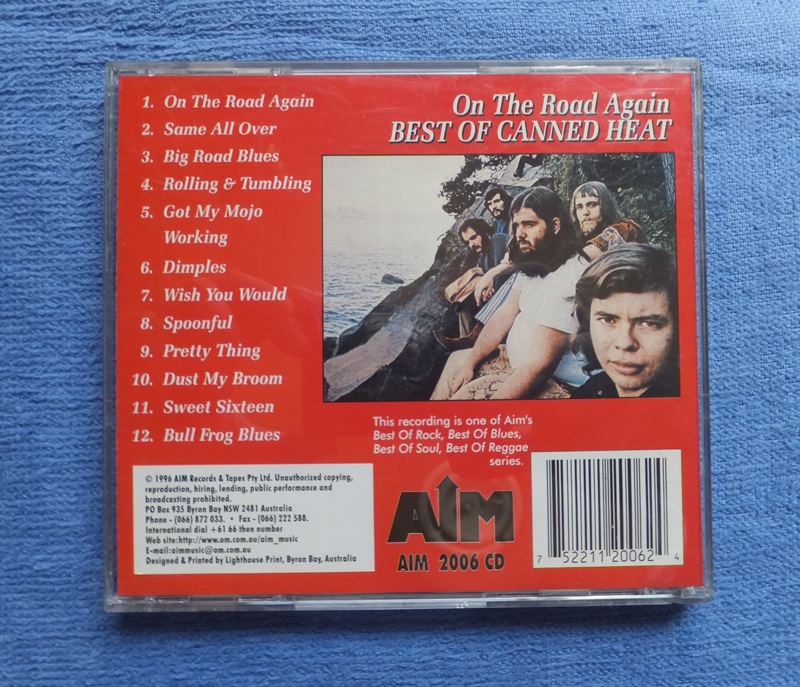 1. On The Road Again
2. Same All Over
3. Big Road Blues
4. Rolling & Tumbling
5. Got My Mojo
Working
6. Dimples
7. Wish You Would
8. Spoonful
9. Pretty Thing
10. Dust My Broom
11. Sweet Sixteen
12. Bull Frog Blues
On The Road Again
BEST OF CANNED HEAT
This recording is one of Aim's
Best Of Rock, Best Of Blues,
Best Of Soul, Best Of Reggae
series.
© 1996 AIM Records & Tapes Pty Ltd. Unauthorized copying,
reproduction, hiring, lending, public performance and
broadcasting prohibited.
PO Box 935 Byron Bay NSW 2481 Australia
Phone - (066) 872 033. • Fax - (066) 222 588.
International dial +61 66 then number
Web site:http://www.om.com.au/aim_music
E-mail:aimmusic@om.com.au
Designed & Printed by Lighthouse Print, Byron Bay, Australia
AIM
AIM 2006 CD
7 52211 20062 4